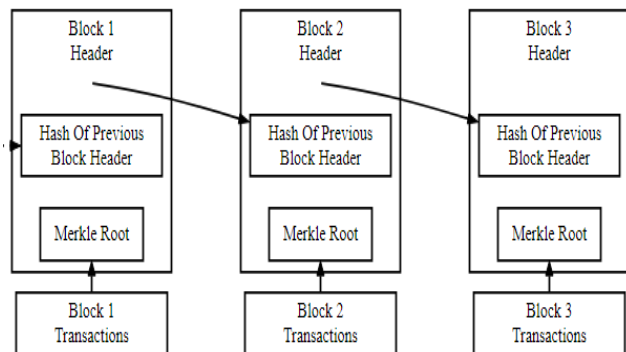 Block 1
Header
Hash Of Previous
Block Header
Merkle Root
Block 1
Transactions
Block 2
Header
Hash Of Previous
Block Header
Merkle Root
Block 2
Transactions
Block 3
Header
Hash Of Previous
Block Header
Merkle Root
Block 3
Transactions